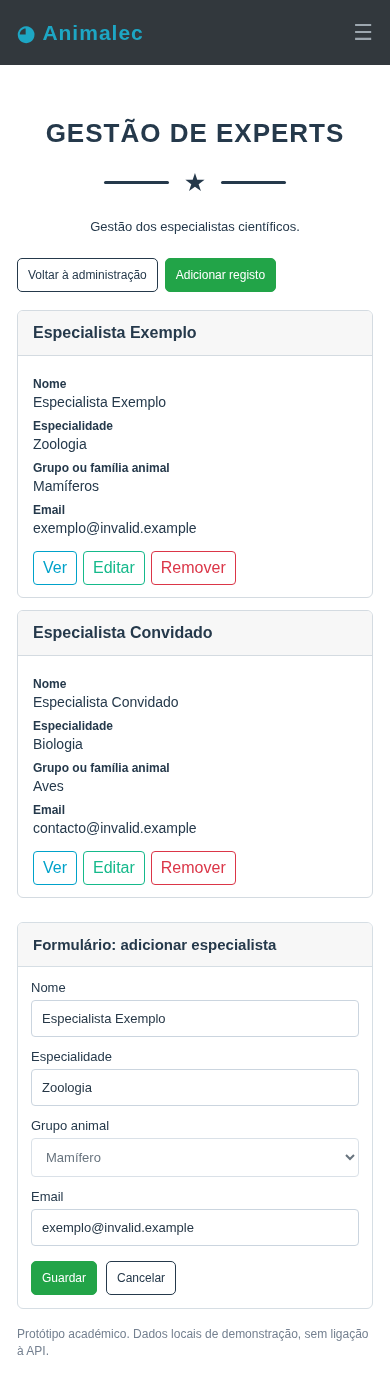 Animalec
GESTÃO DE EXPERTS
Gestão dos especialistas científicos.
Voltar à administração
Adicionar registo
Especialista Exemplo
Nome
Especialista Exemplo
Especialidade
Zoologia
Grupo ou família animal
Mamíferos
Email
exemplo@invalid.example
Ver
Editar
Remover
Especialista Convidado
Nome
Especialista Convidado
Especialidade
Biologia
Grupo ou família animal
Aves
Email
contacto@invalid.example
Ver
Editar
Remover
Formulário: adicionar especialista
Nome
Especialista Exemplo
Especialidade
Zoologia
Grupo animal
Mamífero
Email
exemplo@invalid.example
Guardar
Cancelar
Protótipo académico. Dados locais de demonstração, sem ligação
à API.